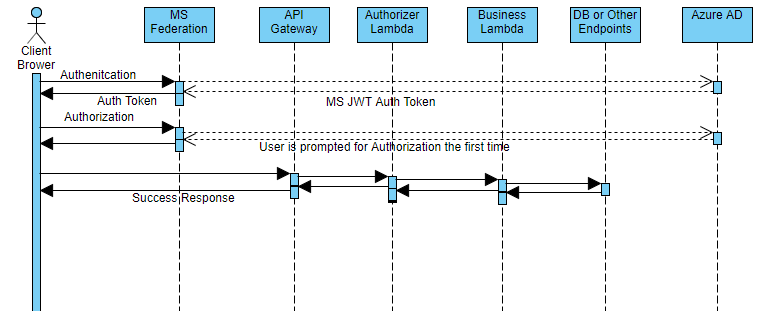 MS
Federation
API
Gateway
Authorizer
Lambda
Business
Lambda
DB or Other
Endpoints
Azure AD
Client
Brower
Authenitcation
Auth Token
MS JWT Auth Token
Authorization
User is prompted for Authorization the first time
Success Response